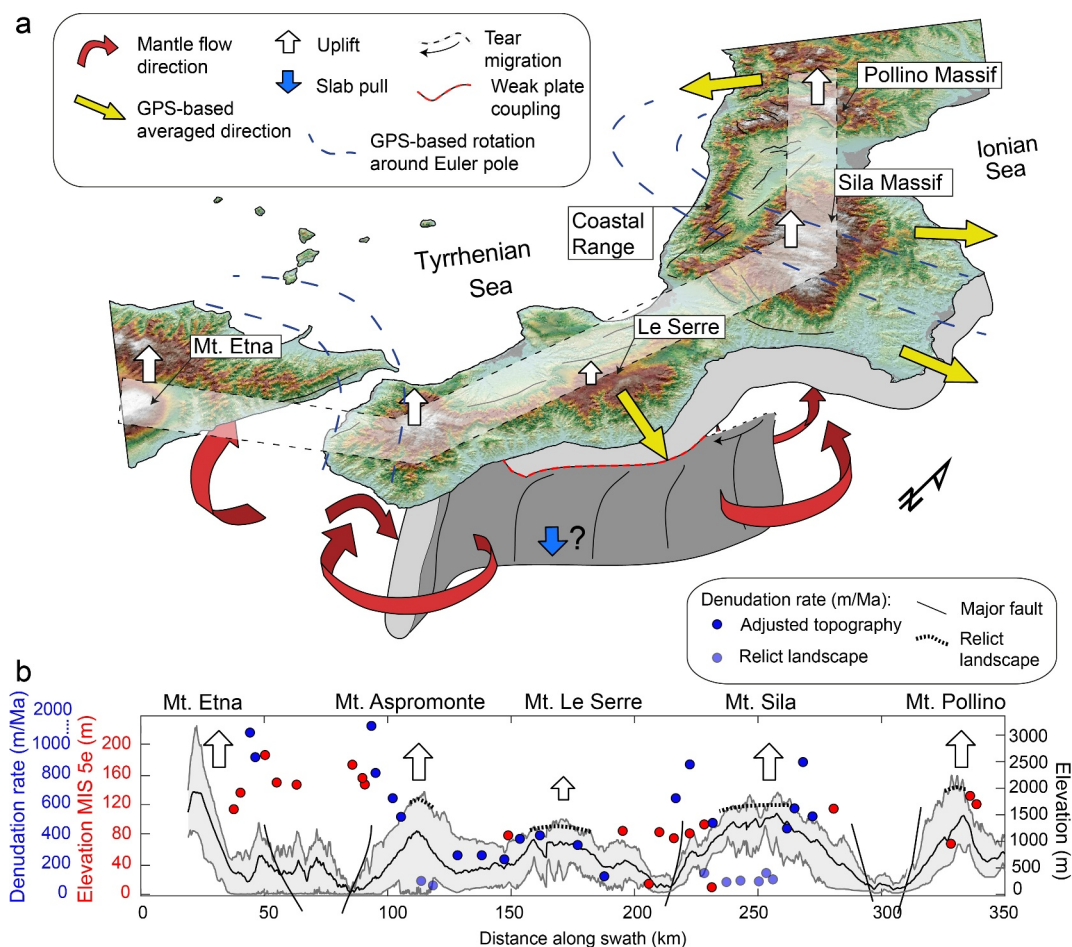 a
Mantle flow
direction
GPS-based
averaged direction
Uplift
Slab pull
Tear
migration
Weak plate
coupling
GPS-based rotation
around Euler pole
Pollino Massif
Ionian
Sea
Sila Massif
Coastal
Range
Tyrrhenian
Sea
Le Serre
Mt. Etna
N
?
Denudation rate (m/Ma):
Adjusted topography
Relict landscape
Major fault
Relict
landscape
b
Mt. Etna Mt. Aspromonte Mt. Le Serre Mt. Sila Mt. Pollino
Denudation rate (m/Ma)
2000
1000
800
600
400
200
0
Elevation MIS 5e (m)
200
160
120
80
40
0
3000
2500
2000
1500
1000
500
0
Elevation (m)
0 50 100 150 200 250 300 350
Distance along swath (km)